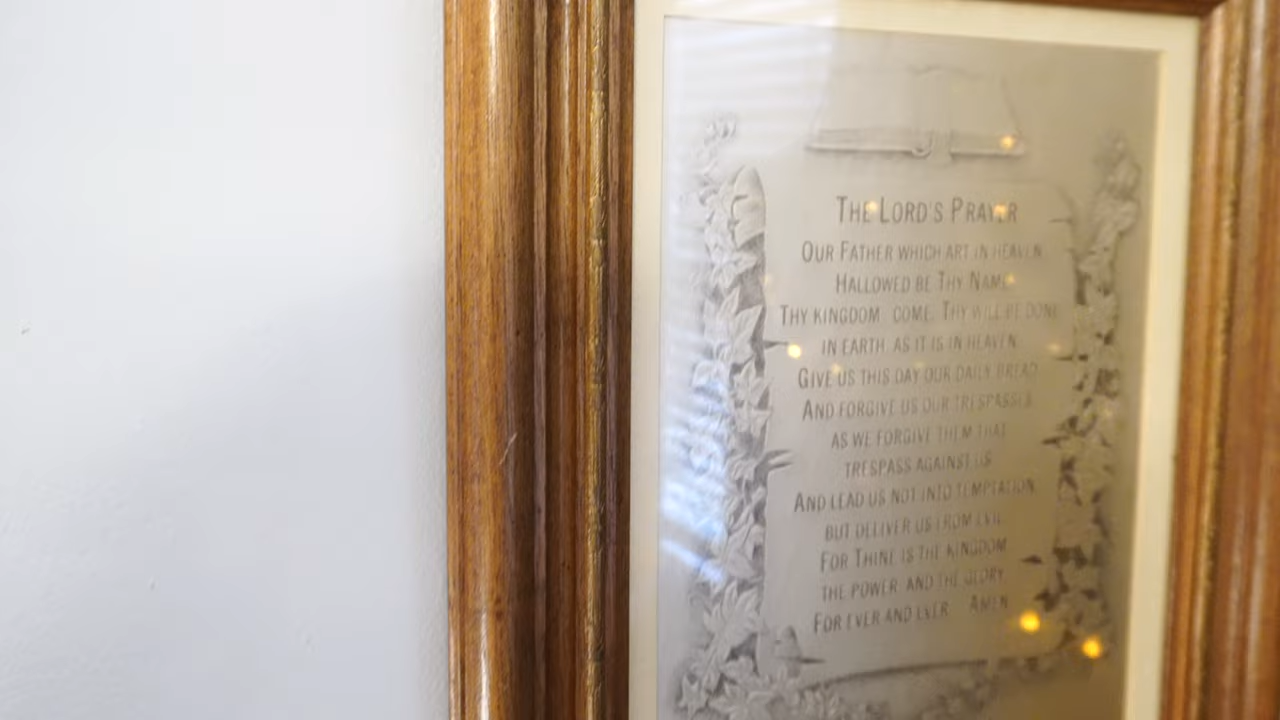 THE LORD'S PRAYER
OUR FATHER WHICH ART IN HEAVEN
HALLOWED BE THY NAME
THY KINGDOM COME. THY WILL BE DONE
IN EARTH, AS IT IS IN HEAVEN.
GIVE US THIS DAY OUR DAILY BREAD
AND FORGIVE US OUR TRESPASSES
AS WE FORGIVE THEM THAT
TRESPASS AGAINST US
AND LEAD US NOT INTO TEMPTATION
BUT DELIVER US FROM EVIL
FOR THINE IS THE KINGDOM
THE POWER AND THE GLORY
FOR EVER AND EVER AMEN